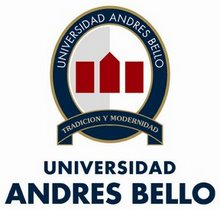 UNIVERSIDAD ANDRES BELLO
TRADICION Y MODERNIDAD
UNIVERSIDAD
ANDRES BELLO